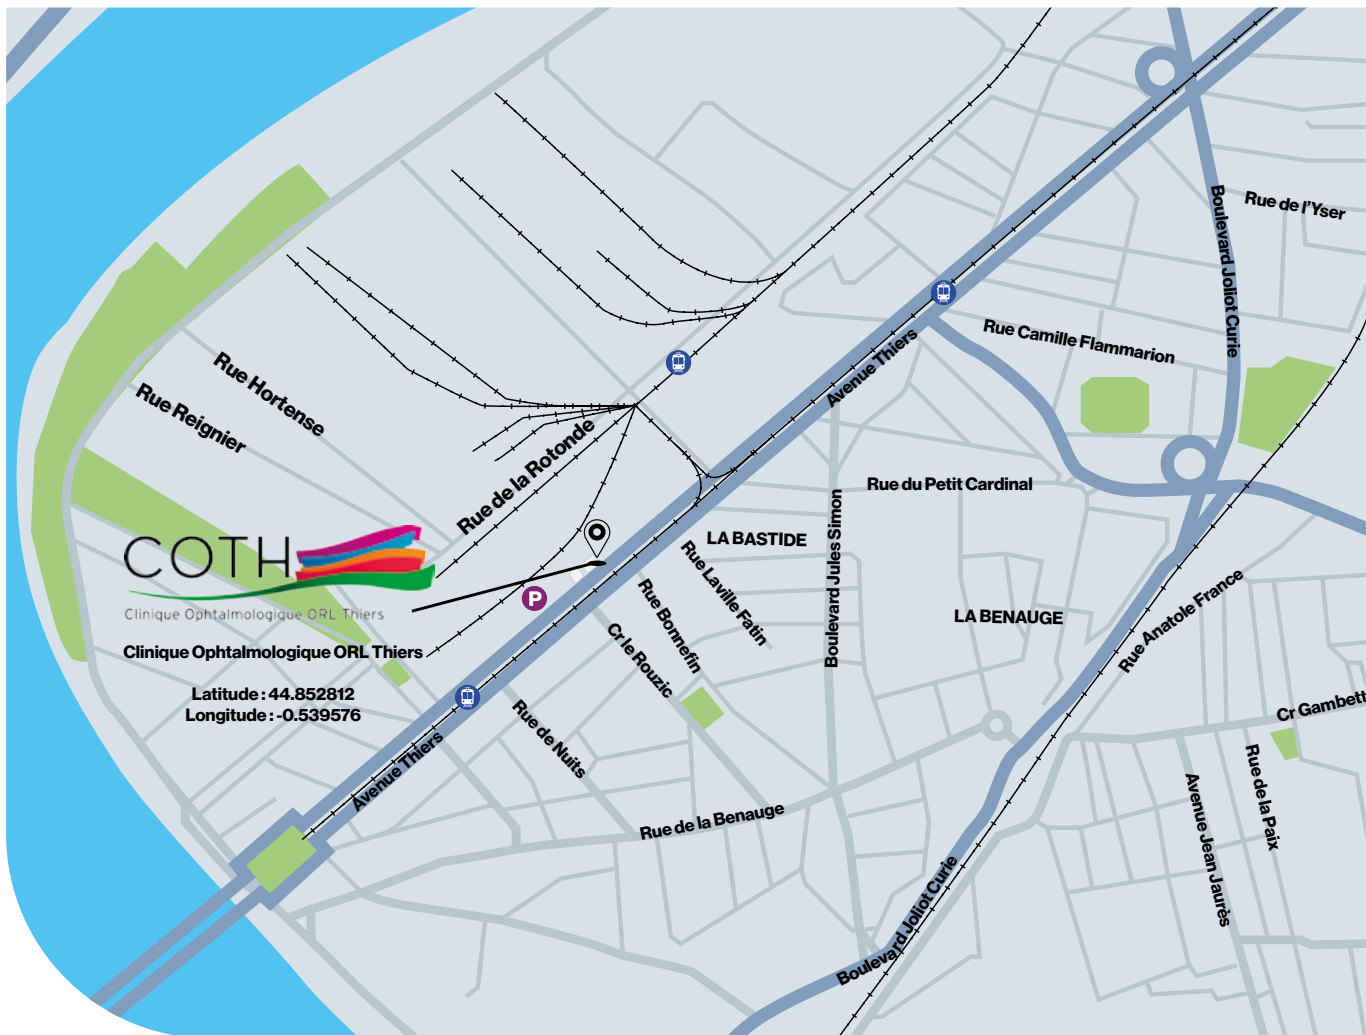 Rue de l'Yser
Boulevard Joliot Curie
Rue Camille Flammarion
Avenue Thiers
Rue Hortense
Rue Reignier
Rue de la Rotonde
Rue du Petit Cardinal
LA BASTIDE
Boulevard Jules Simon
Rue Laville Fatin
COTH
Clinique Ophtalmologique ORL Thiers
P
Rue Bonnefin
LA BENAUGE
Rue Anatole France
Cr le Rouzic
Clinique Ophtalmologique ORL Thiers
Latitude : 44.852812
Longitude : -0.539576
Cr Gambett
Rue de Nuits
Avenue Thiers
Rue de la Benauge
Rue de la Paix
Avenue Jean Jaurès
Boulevard Joliot Curie